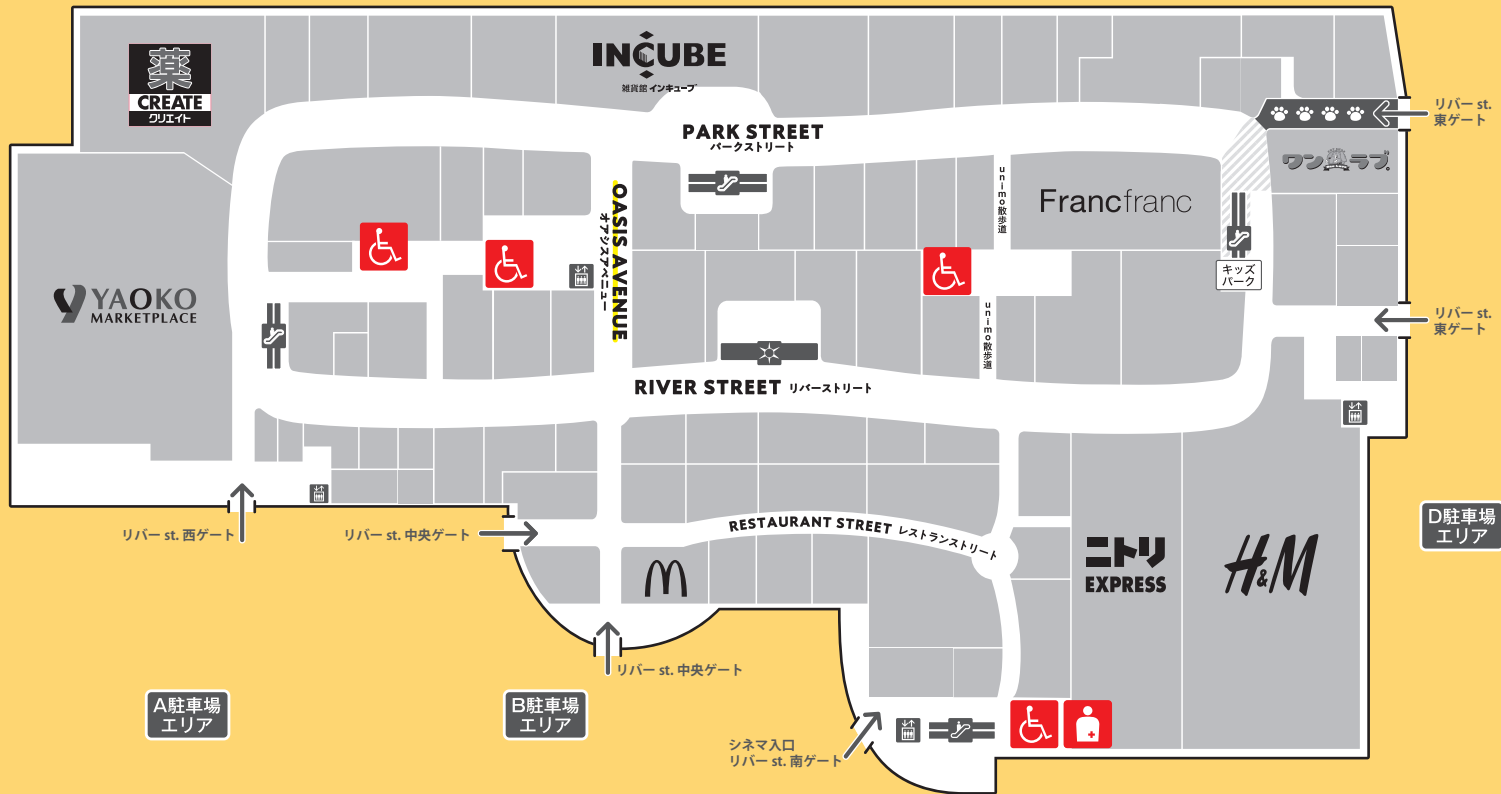 薬
CREATE
クリエイト
INCUBE
雑貨館 インキューブ
PARK STREET
パークストリート
リバー st.
東ゲート
ワンラブ
unimo散歩道
Francfranc
OASIS AVENUE
オアシスアベニュー
キッズ
パーク
YAOKO
MARKETPLACE
unimo散歩道
リバー st.
東ゲート
RIVER STREET リバーストリート
リバー st. 西ゲート
リバー st. 中央ゲート
RESTAURANT STREET レストランストリート
D駐車場
エリア
ニトリ
EXPRESS
H&M
リバー st. 中央ゲート
A駐車場
エリア
B駐車場
エリア
シネマ入口
リバー st. 南ゲート